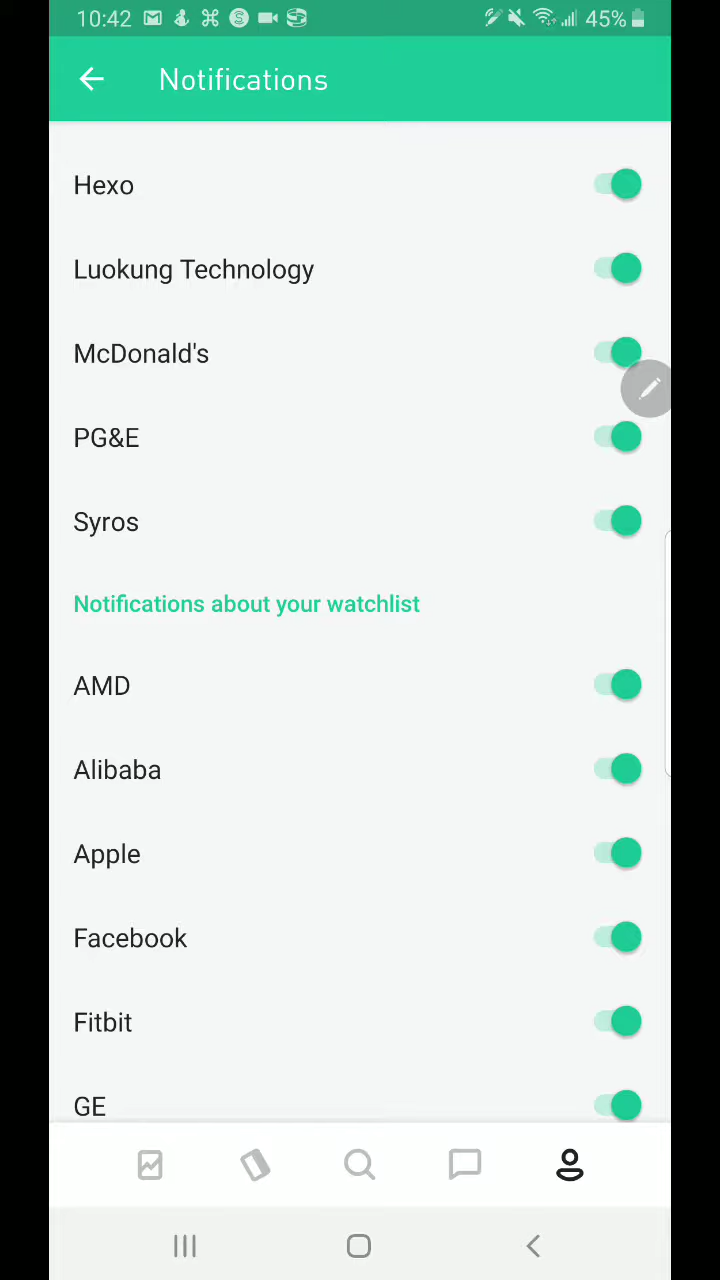 10:42
45%
Notifications
Hexo
Luokung Technology
McDonald's
PG&E
Syros
Notifications about your watchlist
AMD
Alibaba
Apple
Facebook
Fitbit
GE